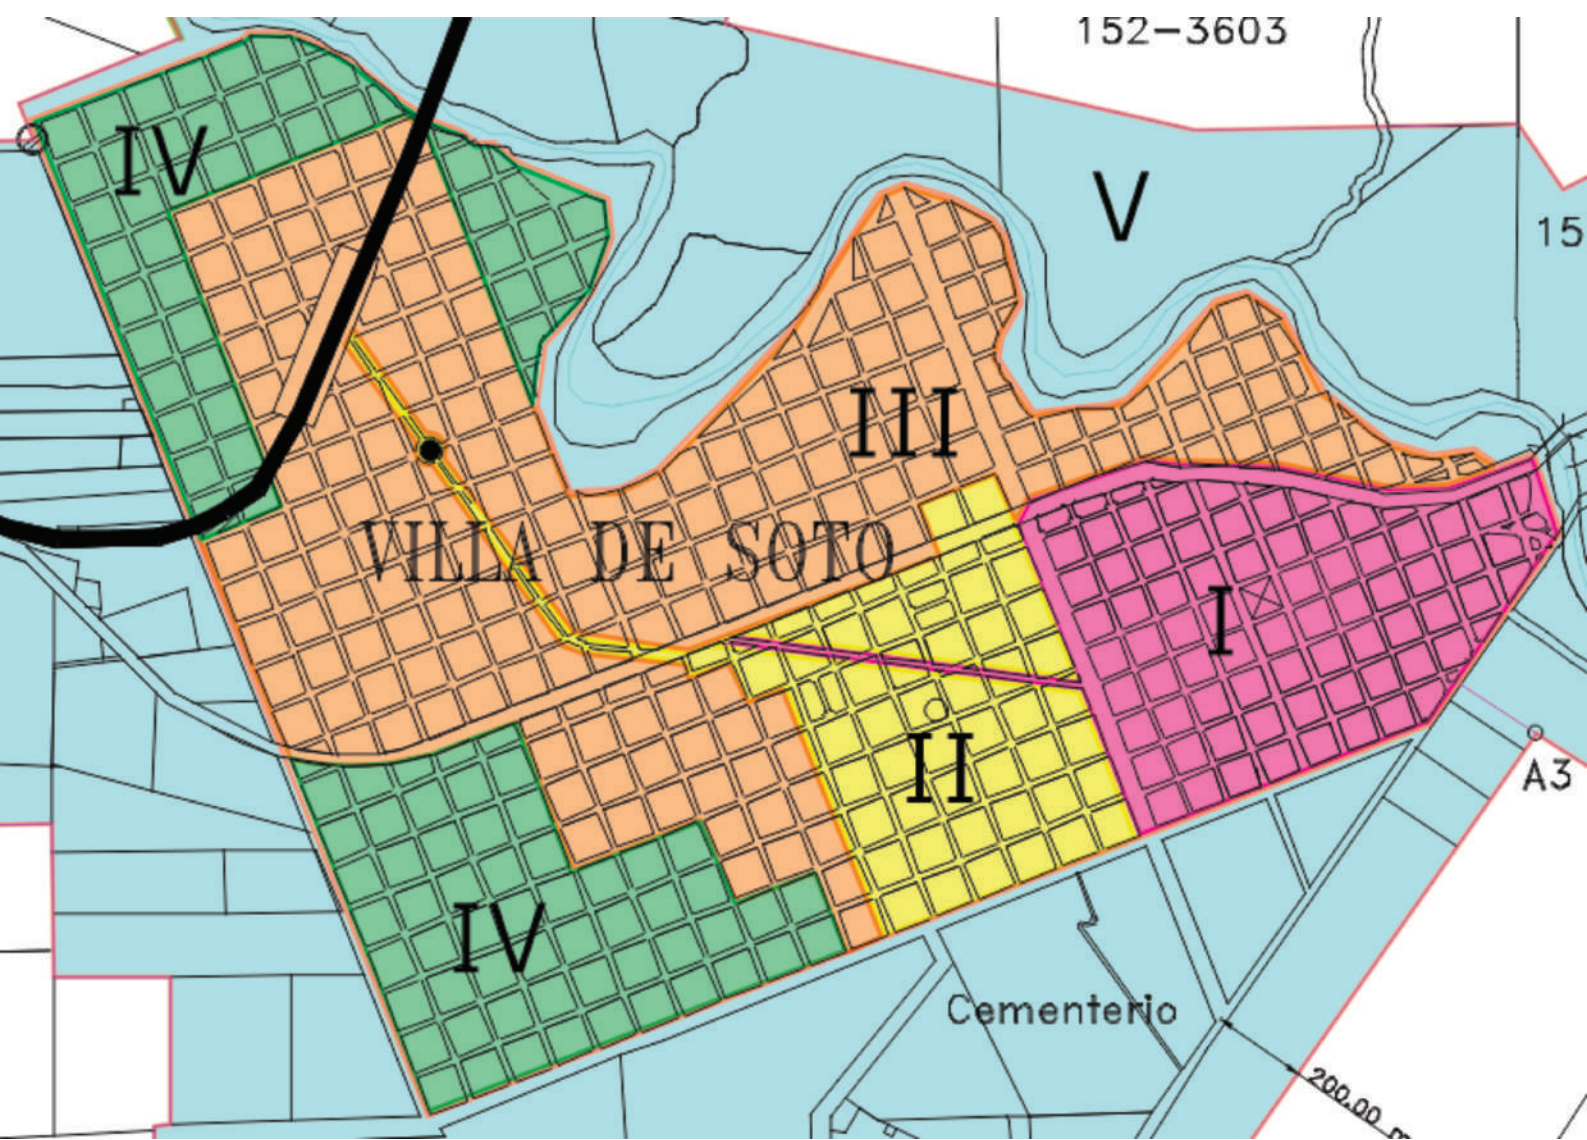 152-3603
IV
V
15
III
VILLA DE SOTO
I
II
A3
IV
Cementerio
200.00 m